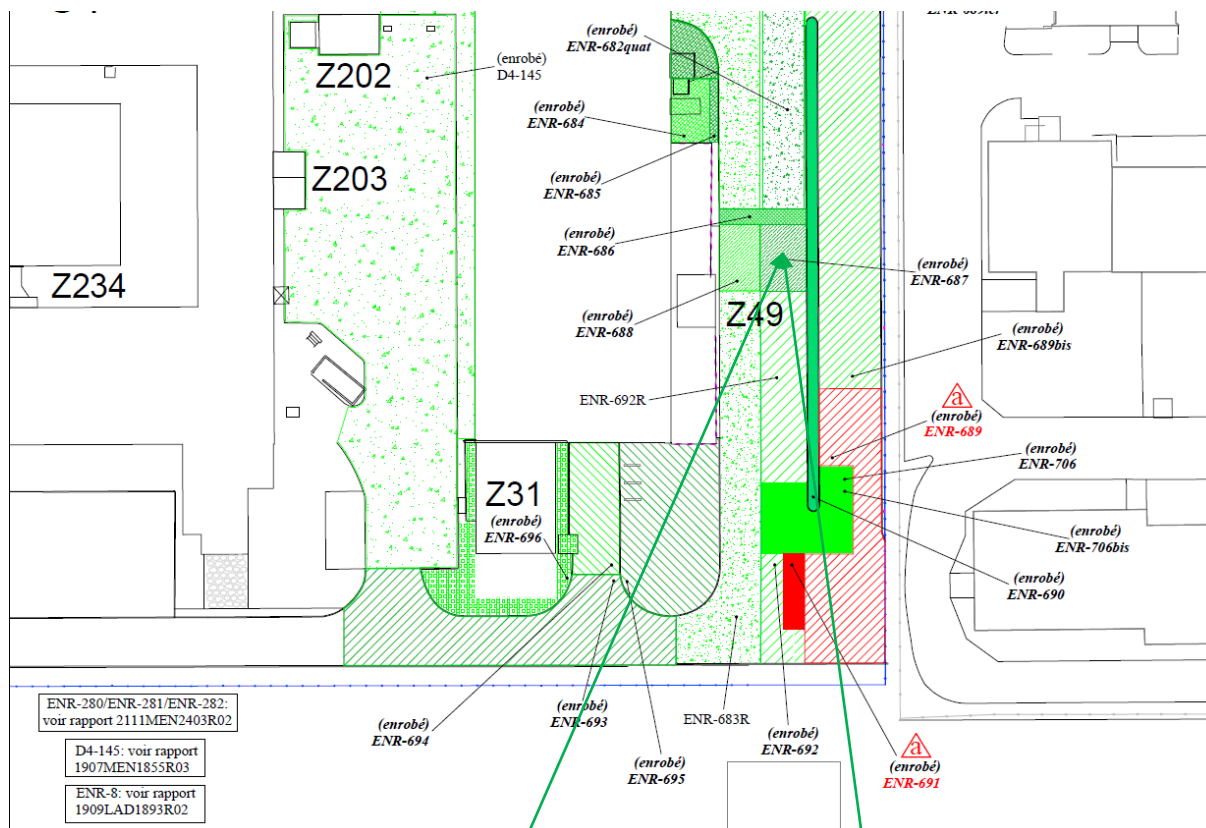 Z202
(enrobé)
D4-145
(enrobé)
ENR-682quat
(enrobé)
ENR-684
Z203
(enrobé)
ENR-685
(enrobé)
ENR-686
Z234
(enrobé)
ENR-687
(enrobé)
ENR-688
Z49
(enrobé)
ENR-689bis
ENR-692R
a
(enrobé)
ENR-689
(enrobé)
ENR-706
Z31
(enrobé)
ENR-696
(enrobé)
ENR-706bis
(enrobé)
ENR-690
ENR-280/ENR-281/ENR-282:
voir rapport 2111MEN2403R02
(enrobé)
ENR-694
(enrobé)
ENR-693
ENR-683R
(enrobé)
ENR-692
D4-145: voir rapport
1907MEN1855R03
(enrobé)
ENR-695
a
(enrobé)
ENR-691
ENR-8: voir rapport
1909LAD1893R02